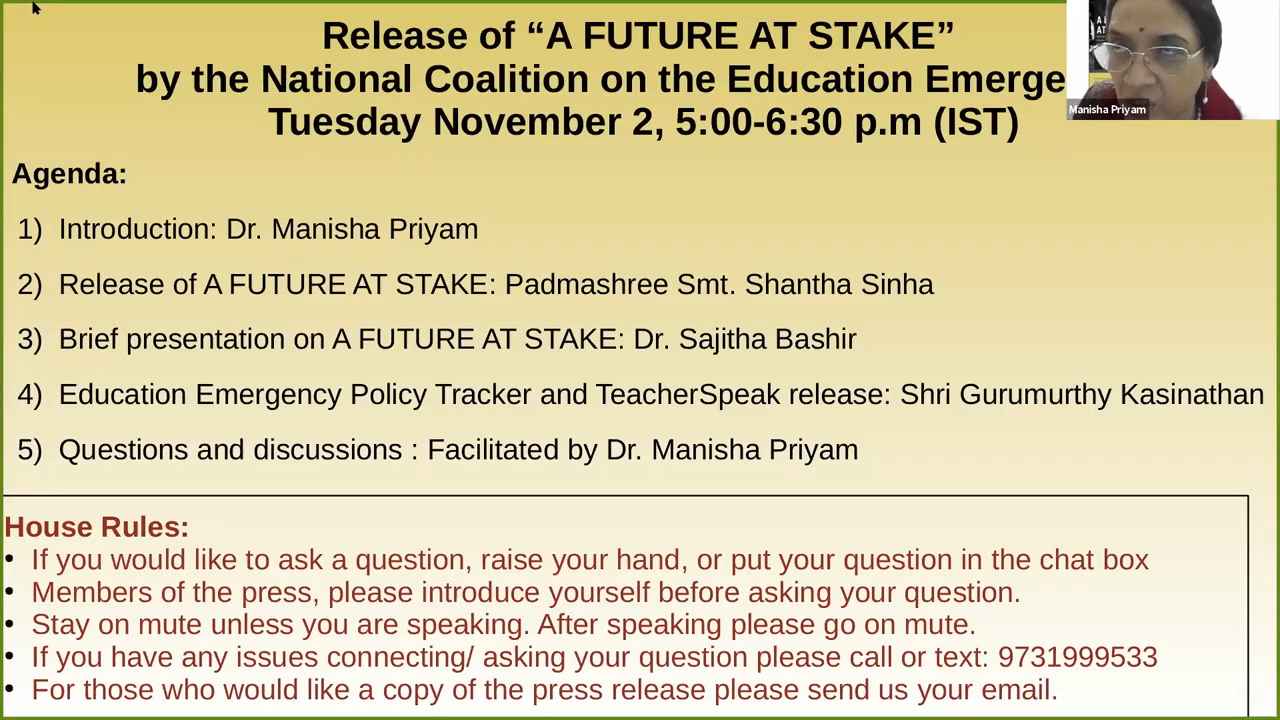 Release of “A FUTURE AT STAKE”
by the National Coalition on the Education Emerge
Tuesday November 2, 5:00-6:30 p.m (IST)
Manisha Priyam
Agenda:
1) Introduction: Dr. Manisha Priyam
2) Release of A FUTURE AT STAKE: Padmashree Smt. Shantha Sinha
3) Brief presentation on A FUTURE AT STAKE: Dr. Sajitha Bashir
4) Education Emergency Policy Tracker and TeacherSpeak release: Shri Gurumurthy Kasinathan
5) Questions and discussions : Facilitated by Dr. Manisha Priyam
House Rules:
• If you would like to ask a question, raise your hand, or put your question in the chat box
• Members of the press, please introduce yourself before asking your question.
• Stay on mute unless you are speaking. After speaking please go on mute.
• If you have any issues connecting/ asking your question please call or text: 9731999533
• For those who would like a copy of the press release please send us your email.